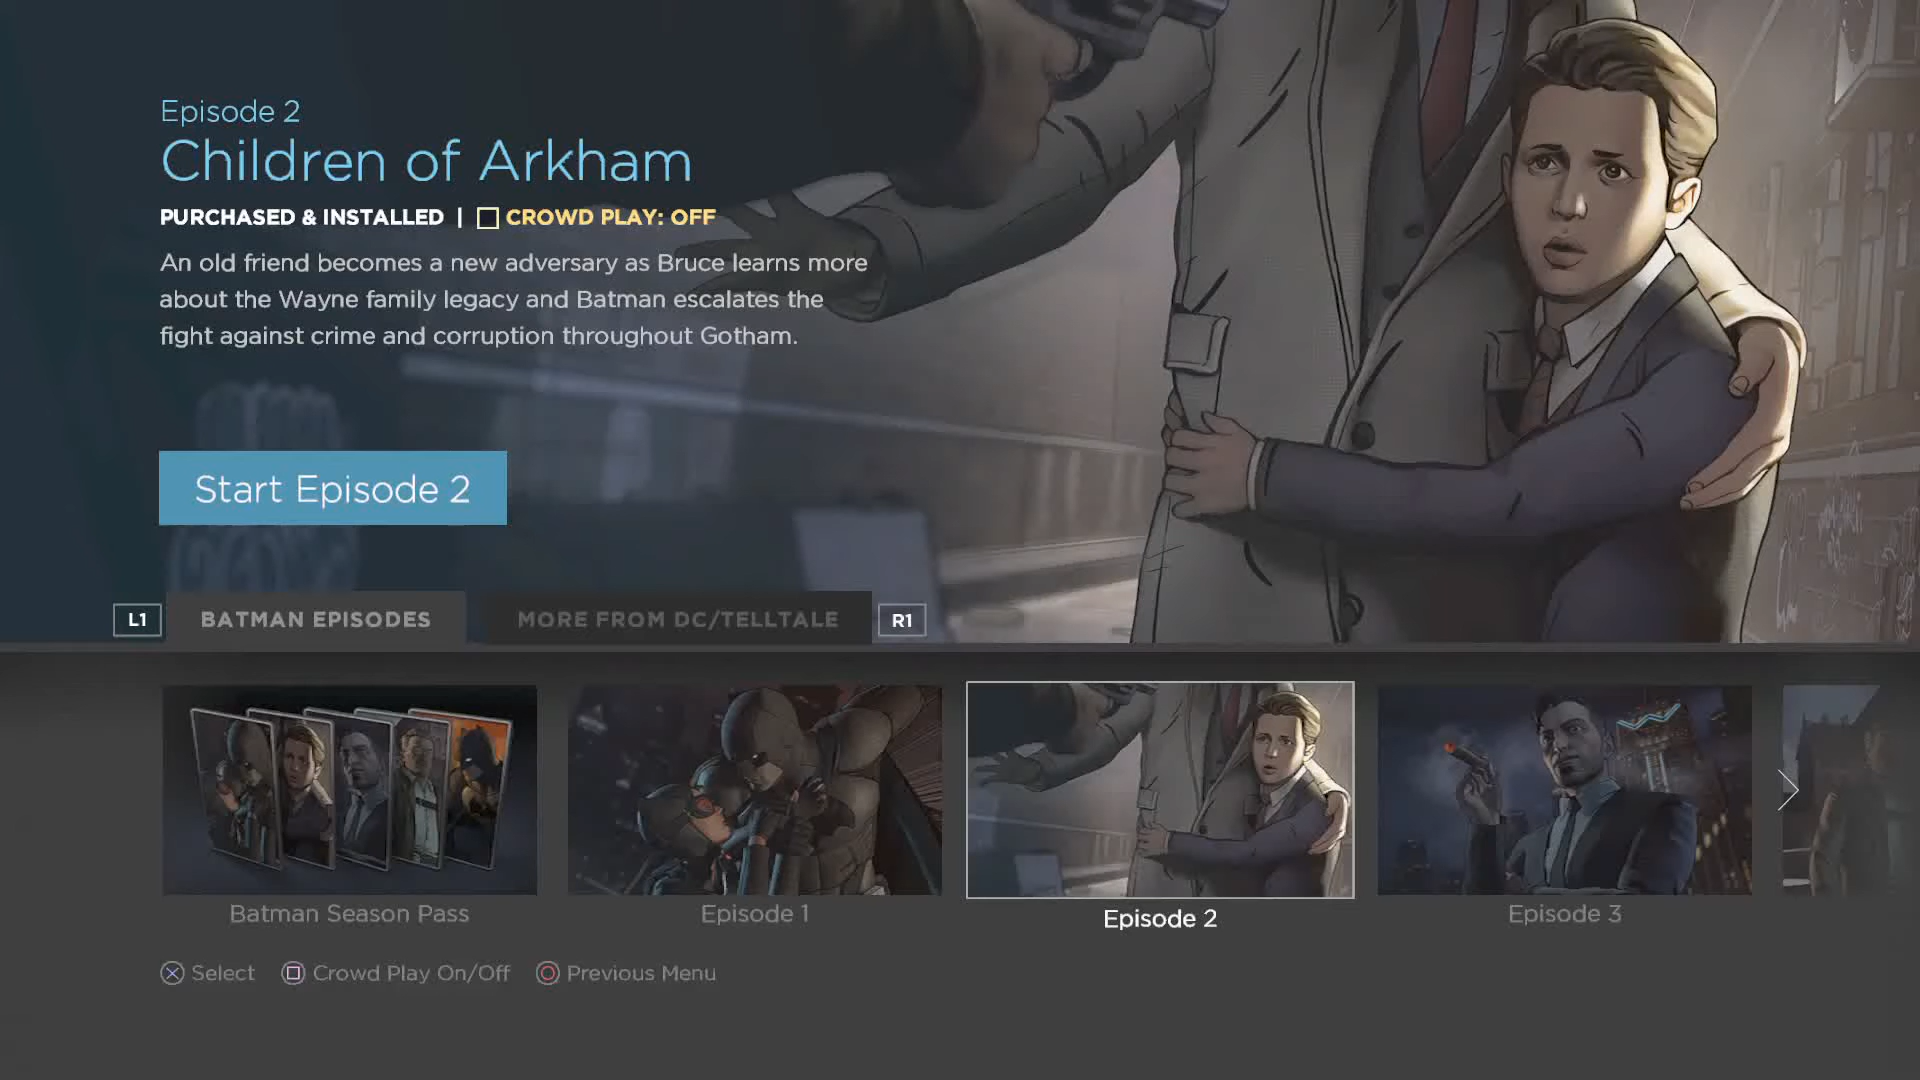 Episode 2
Children of Arkham
PURCHASED & INSTALLED | CROWD PLAY: OFF
An old friend becomes a new adversary as Bruce learns more
about the Wayne family legacy and Batman escalates the
fight against crime and corruption throughout Gotham.
Start Episode 2
L1 BATMAN EPISODES MORE FROM DC/TELLTALE R1
Batman Season Pass Episode 1 Episode 2 Episode 3
Select Crowd Play On/Off Previous Menu